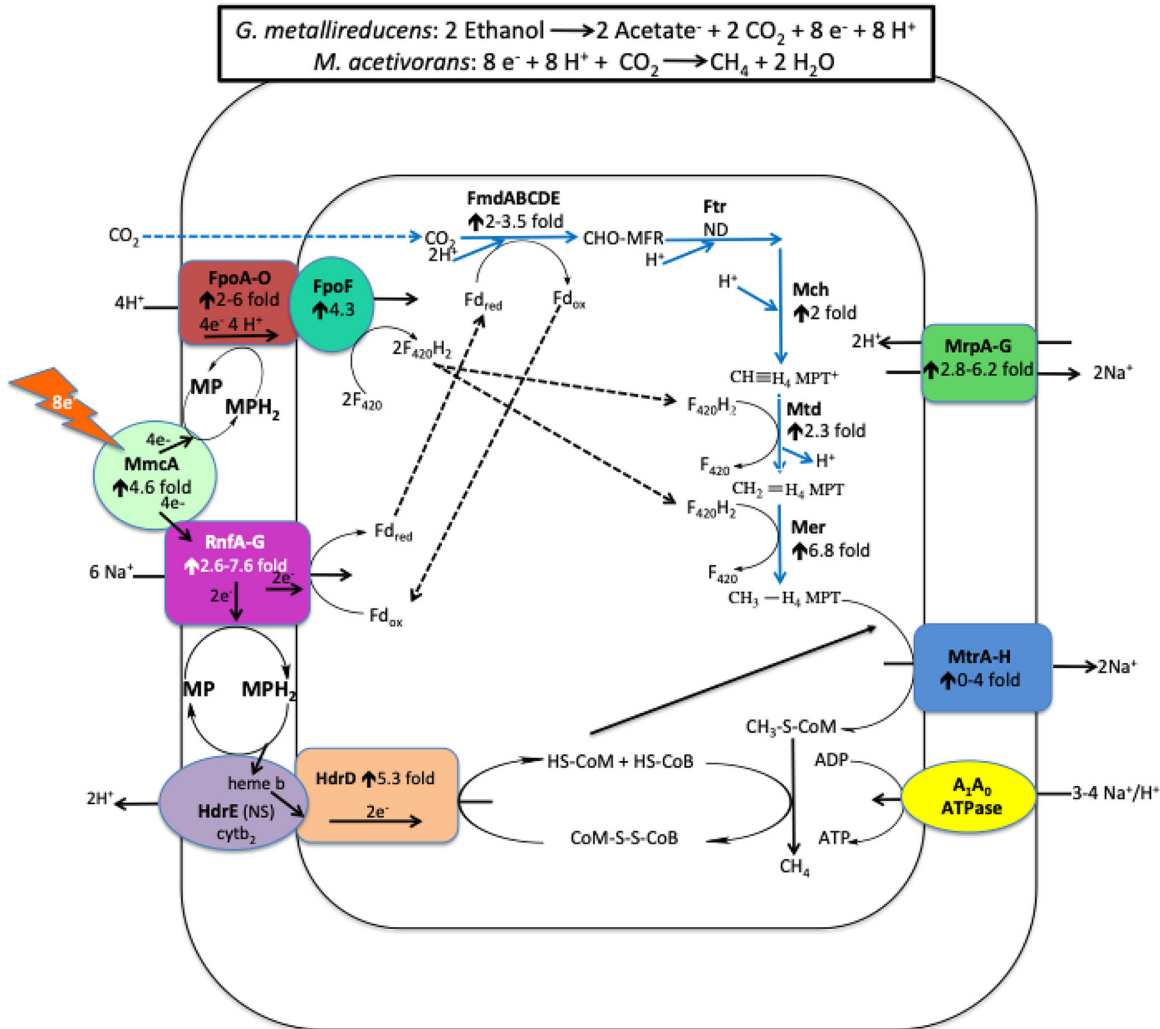 G. metallireducens: 2 Ethanol ⟶2 Acetate⁻ + 2 CO₂ + 8 e⁻ + 8 H⁺
M. acetivorans: 8 e⁻ + 8 H⁺ + CO₂ ⟶CH₄ + 2 H₂O
FmdABCDE
⬆2-3.5 fold
Ftr
ND
CO₂
CO₂
2H⁺
CHO-MFR
H⁺
FpoA-O
⬆2-6 fold
4e⁻ 4 H⁺
4H⁺
FpoF
⬆4.3
Fd_red
Fd_ox
H⁺
Mch
⬆2 fold
2F₄₂₀H₂
2F₄₂₀
MP
MPH₂
8e⁻
4e-
MmcA
⬆4.6 fold
4e-
CH≡H₄ MPT⁺
F₄₂₀H₂
Mtd
⬆2.3 fold
H⁺
F₄₂₀
CH₂ ═H₄ MPT
F₄₂₀H₂
Mer
⬆6.8 fold
F₄₂₀
CH₃ —H₄ MPT
2H⁺
MrpA-G
⬆2.8-6.2 fold
2Na⁺
RnfA-G
⬆2.6-7.6 fold
2e⁻
2e⁻
6 Na⁺
Fd_red
Fd_ox
MP
MPH₂
MtrA-H
⬆0-4 fold
2Na⁺
CH₃-S-CoM
heme b
HdrE (NS)
cytb₂
2H⁺
HdrD ⬆5.3 fold
2e⁻
HS-CoM + HS-CoB
CoM-S-S-CoB
CH₄
ADP
ATP
A₁A₀
ATPase
3-4 Na⁺/H⁺